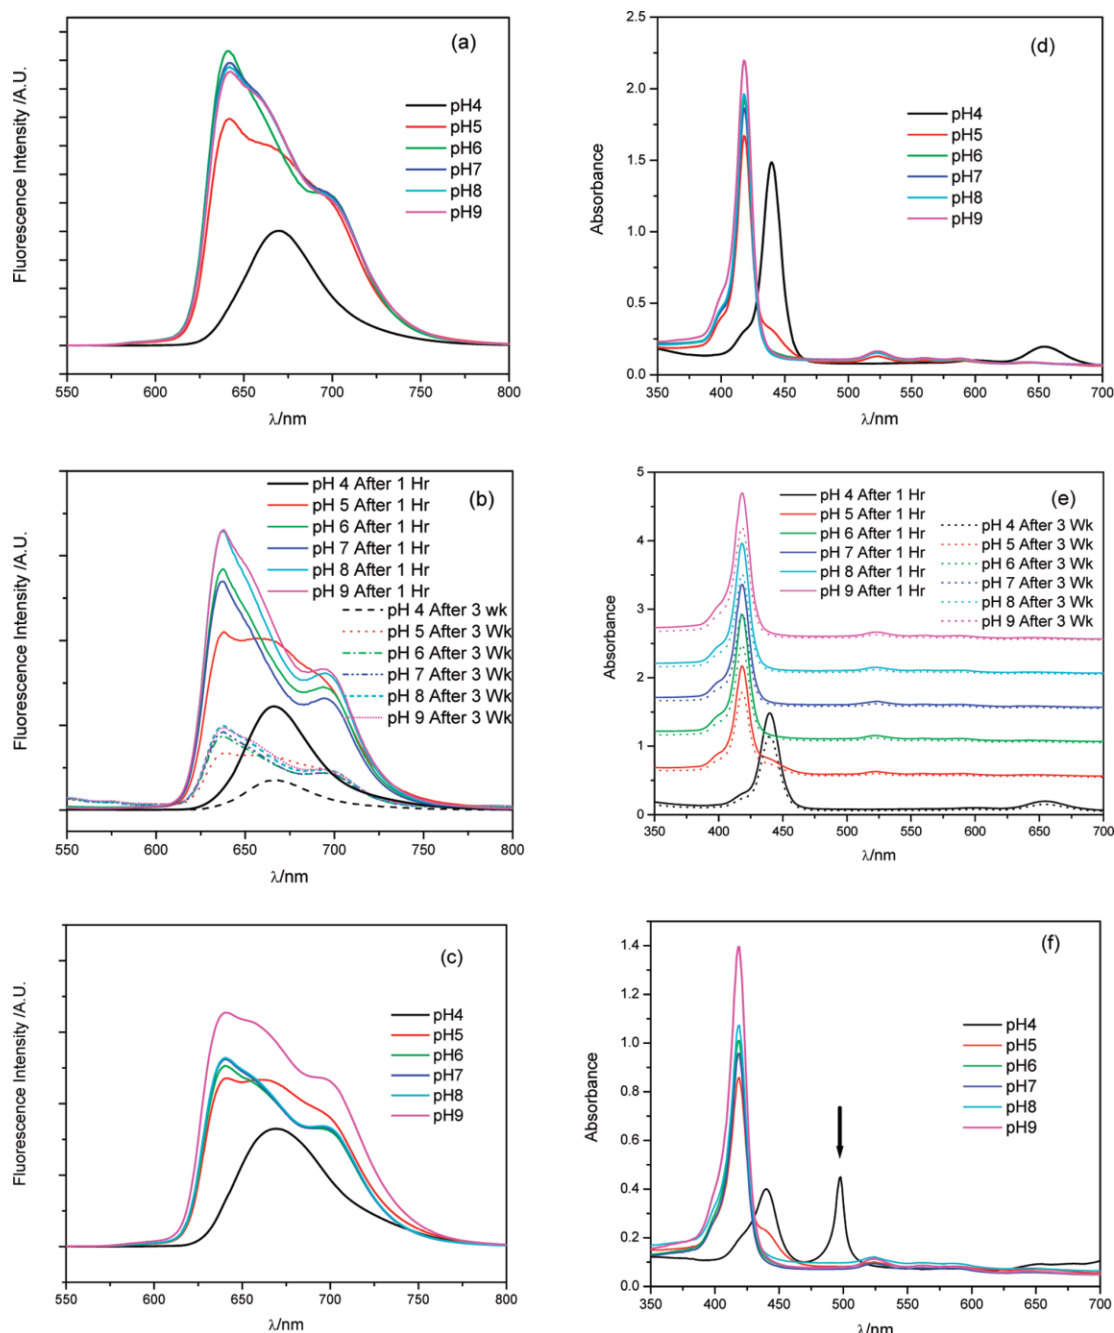 (a)
Fluorescence Intensity /A.U.
pH4
pH5
pH6
pH7
pH8
pH9
550 600 650 700 750 800
λ/nm
(d)
Absorbance
2.5
2.0
1.5
1.0
0.5
0.0
pH4
pH5
pH6
pH7
pH8
pH9
350 400 450 500 550 600 650 700
λ/nm
(b)
Fluorescence Intensity /A.U.
pH 4 After 1 Hr
pH 5 After 1 Hr
pH 6 After 1 Hr
pH 7 After 1 Hr
pH 8 After 1 Hr
pH 9 After 1 Hr
pH 4 After 3 wk
pH 5 After 3 Wk
pH 6 After 3 Wk
pH 7 After 3 Wk
pH 8 After 3 Wk
pH 9 After 3 Wk
550 600 650 700 750 800
λ/nm
(e)
Absorbance
5
4
3
2
1
0
pH 4 After 1 Hr
pH 5 After 1 Hr
pH 6 After 1 Hr
pH 7 After 1 Hr
pH 8 After 1 Hr
pH 9 After 1 Hr
pH 4 After 3 Wk
pH 5 After 3 Wk
pH 6 After 3 Wk
pH 7 After 3 Wk
pH 8 After 3 Wk
pH 9 After 3 Wk
350 400 450 500 550 600 650 700
λ/nm
(c)
Fluorescence Intensity /A.U.
pH4
pH5
pH6
pH7
pH8
pH9
550 600 650 700 750 800
λ/nm
(f)
Absorbance
1.4
1.2
1.0
0.8
0.6
0.4
0.2
0.0
pH4
pH5
pH6
pH7
pH8
pH9
350 400 450 500 550 600 650 700
λ/nm